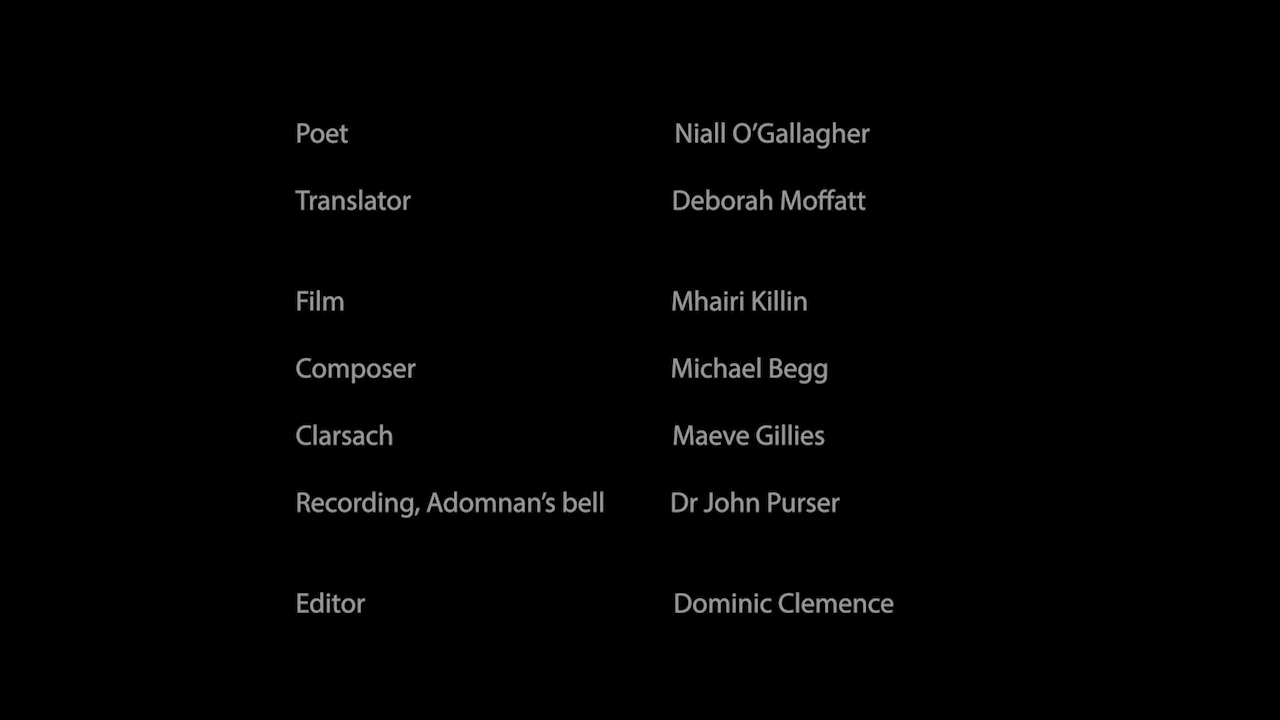 Poet Niall O’Gallagher
Translator Deborah Moffatt
Film Mhairi Killin
Composer Michael Begg
Clarsach Maeve Gillies
Recording, Adomnan’s bell Dr John Purser
Editor Dominic Clemence